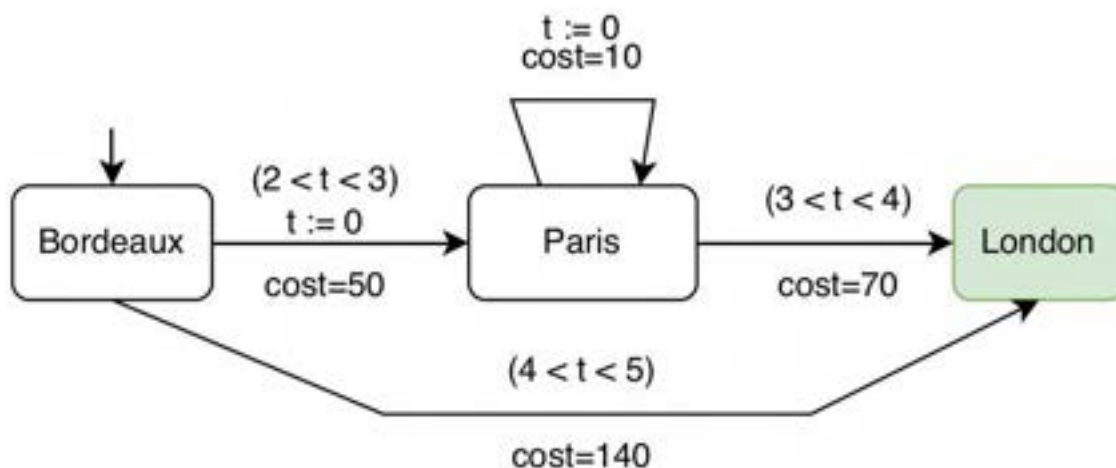 t := 0
cost=10
(2 < t < 3)
t := 0
cost=50
(3 < t < 4)
cost=70
Bordeaux
Paris
London
(4 < t < 5)
cost=140